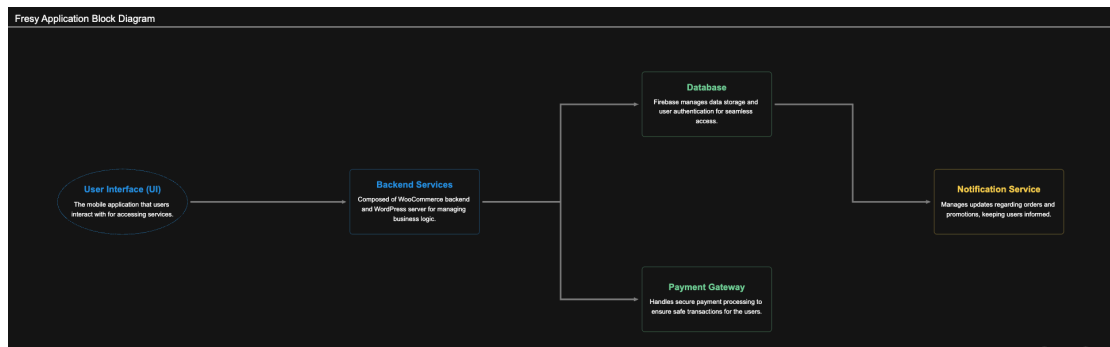 Fresy Application Block Diagram
Database
Firebase manages data storage and
user authentication for seamless
access.
User Interface (UI)
The mobile application that users
interact with for accessing services.
Backend Services
Composed of WooCommerce backend
and WordPress server for managing
business logic.
Notification Service
Manages updates regarding orders and
promotions, keeping users informed.
Payment Gateway
Handles secure payment processing to
ensure safe transactions for the users.